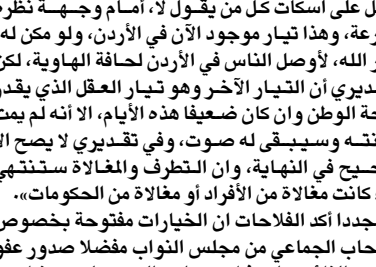 على اسكات كل من يقول لا، أمام وجهة نظر
رعة، وهذا تيار موجود الآن في الأردن، ولو مكن له
الله، لأوصل الناس في الأردن لحافة الهاوية، لكن
ديري أن التيار الآخر وهو تيار العقل الذي يقدر
حة الوطن وان كان ضعيفا هذه الأيام، الا أنه لم يمت
نته وسيبقى له صوت، وفي تقديري لا يصح الا
حيح في النهاية، وان التطرف والمغالاة ستنتهي
كانت مغالاة من الأفراد أو مغالاة من الحكومات».
جددا أكد الفلاحات ان الخيارات مفتوحة بخصوص
حاب الجماعي من مجلس النواب مفضلا صدور عفو